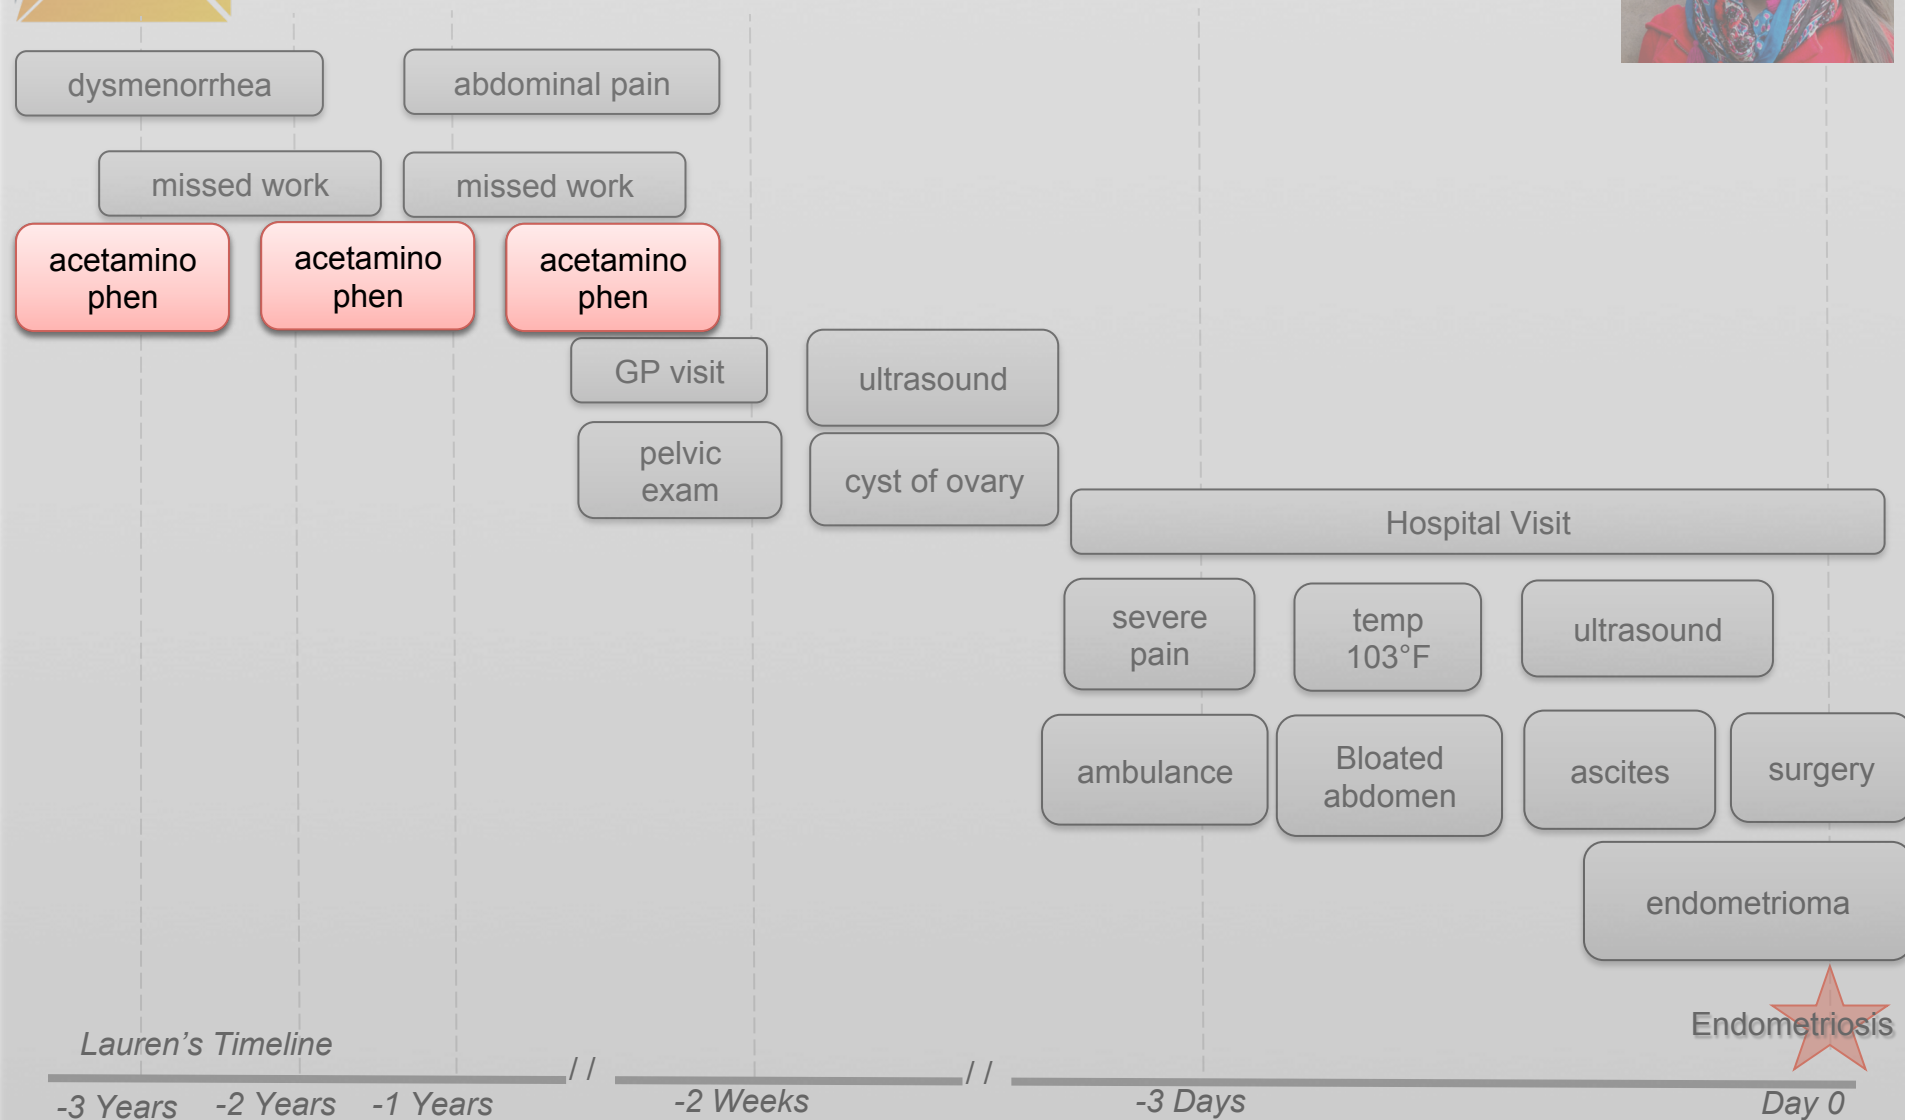 dysmenorrhea
abdominal pain
missed work
missed work
acetamino
phen
acetamino
phen
acetamino
phen
GP visit
ultrasound
pelvic
exam
cyst of ovary
Hospital Visit
severe
pain
temp
103°F
ultrasound
ambulance
Bloated
abdomen
ascites
surgery
endometrioma
Endometriosis
Lauren’s Timeline
//
//
-3 Years
-2 Years
-1 Years
-2 Weeks
-3 Days
Day 0